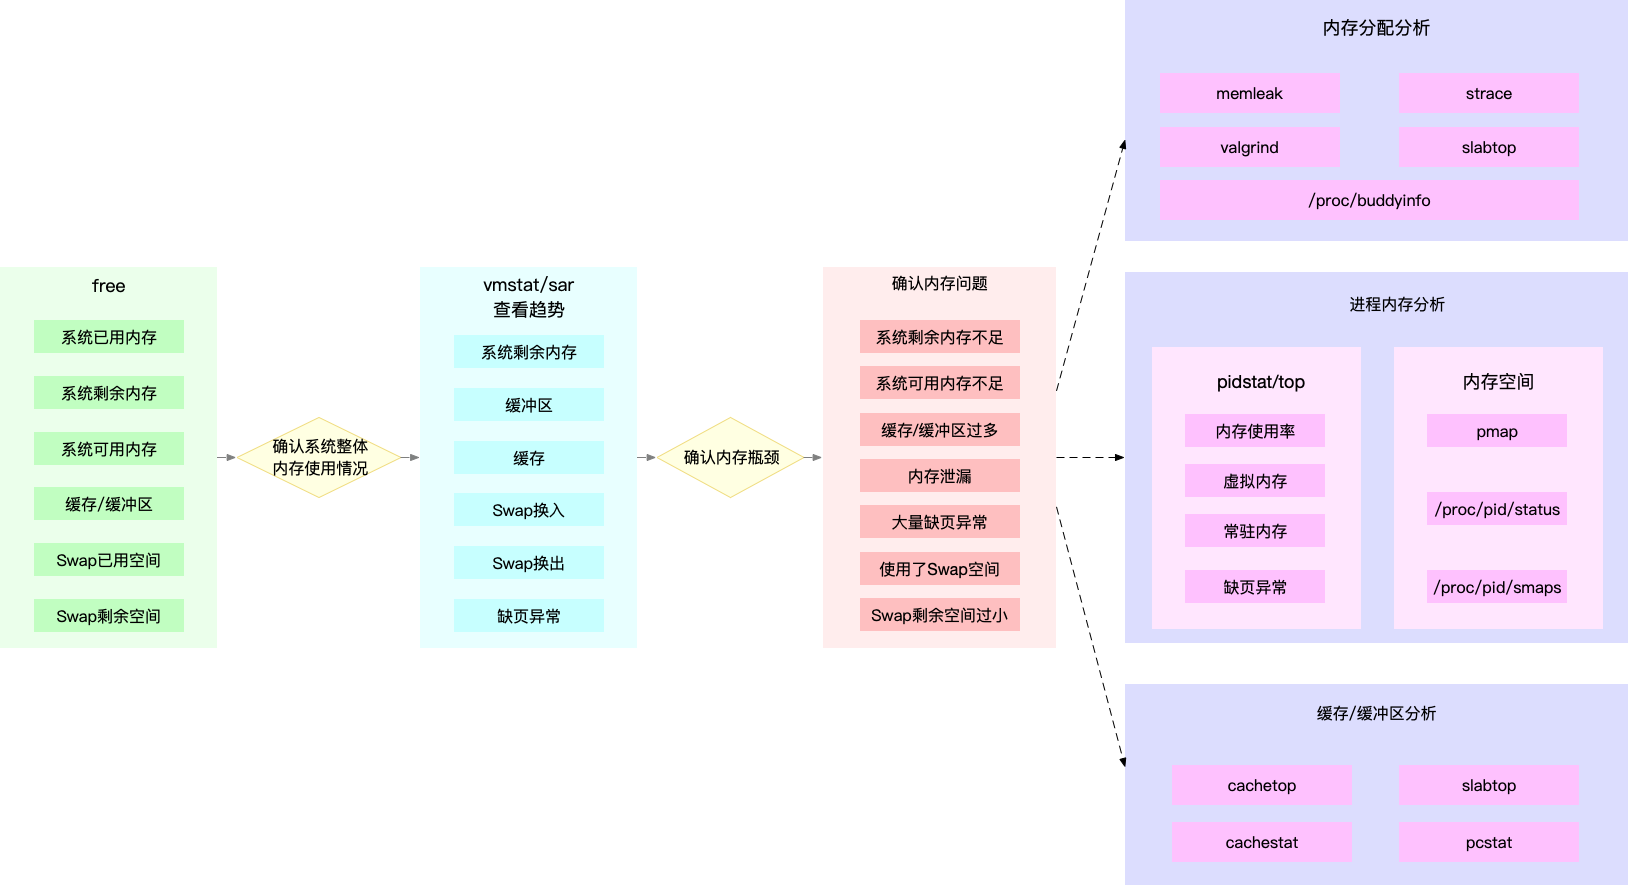 free
系统已用内存
系统剩余内存
系统可用内存
缓存/缓冲区
Swap已用空间
Swap剩余空间
确认系统整体
内存使用情况
vmstat/sar
查看趋势
系统剩余内存
缓冲区
缓存
Swap换入
Swap换出
缺页异常
确认内存瓶颈
确认内存问题
系统剩余内存不足
系统可用内存不足
缓存/缓冲区过多
内存泄漏
大量缺页异常
使用了Swap空间
Swap剩余空间过小
内存分配分析
memleak
strace
valgrind
slabtop
/proc/buddyinfo
进程内存分析
pidstat/top
内存使用率
虚拟内存
常驻内存
缺页异常
内存空间
pmap
/proc/pid/status
/proc/pid/smaps
缓存/缓冲区分析
cachetop
slabtop
cachestat
pcstat